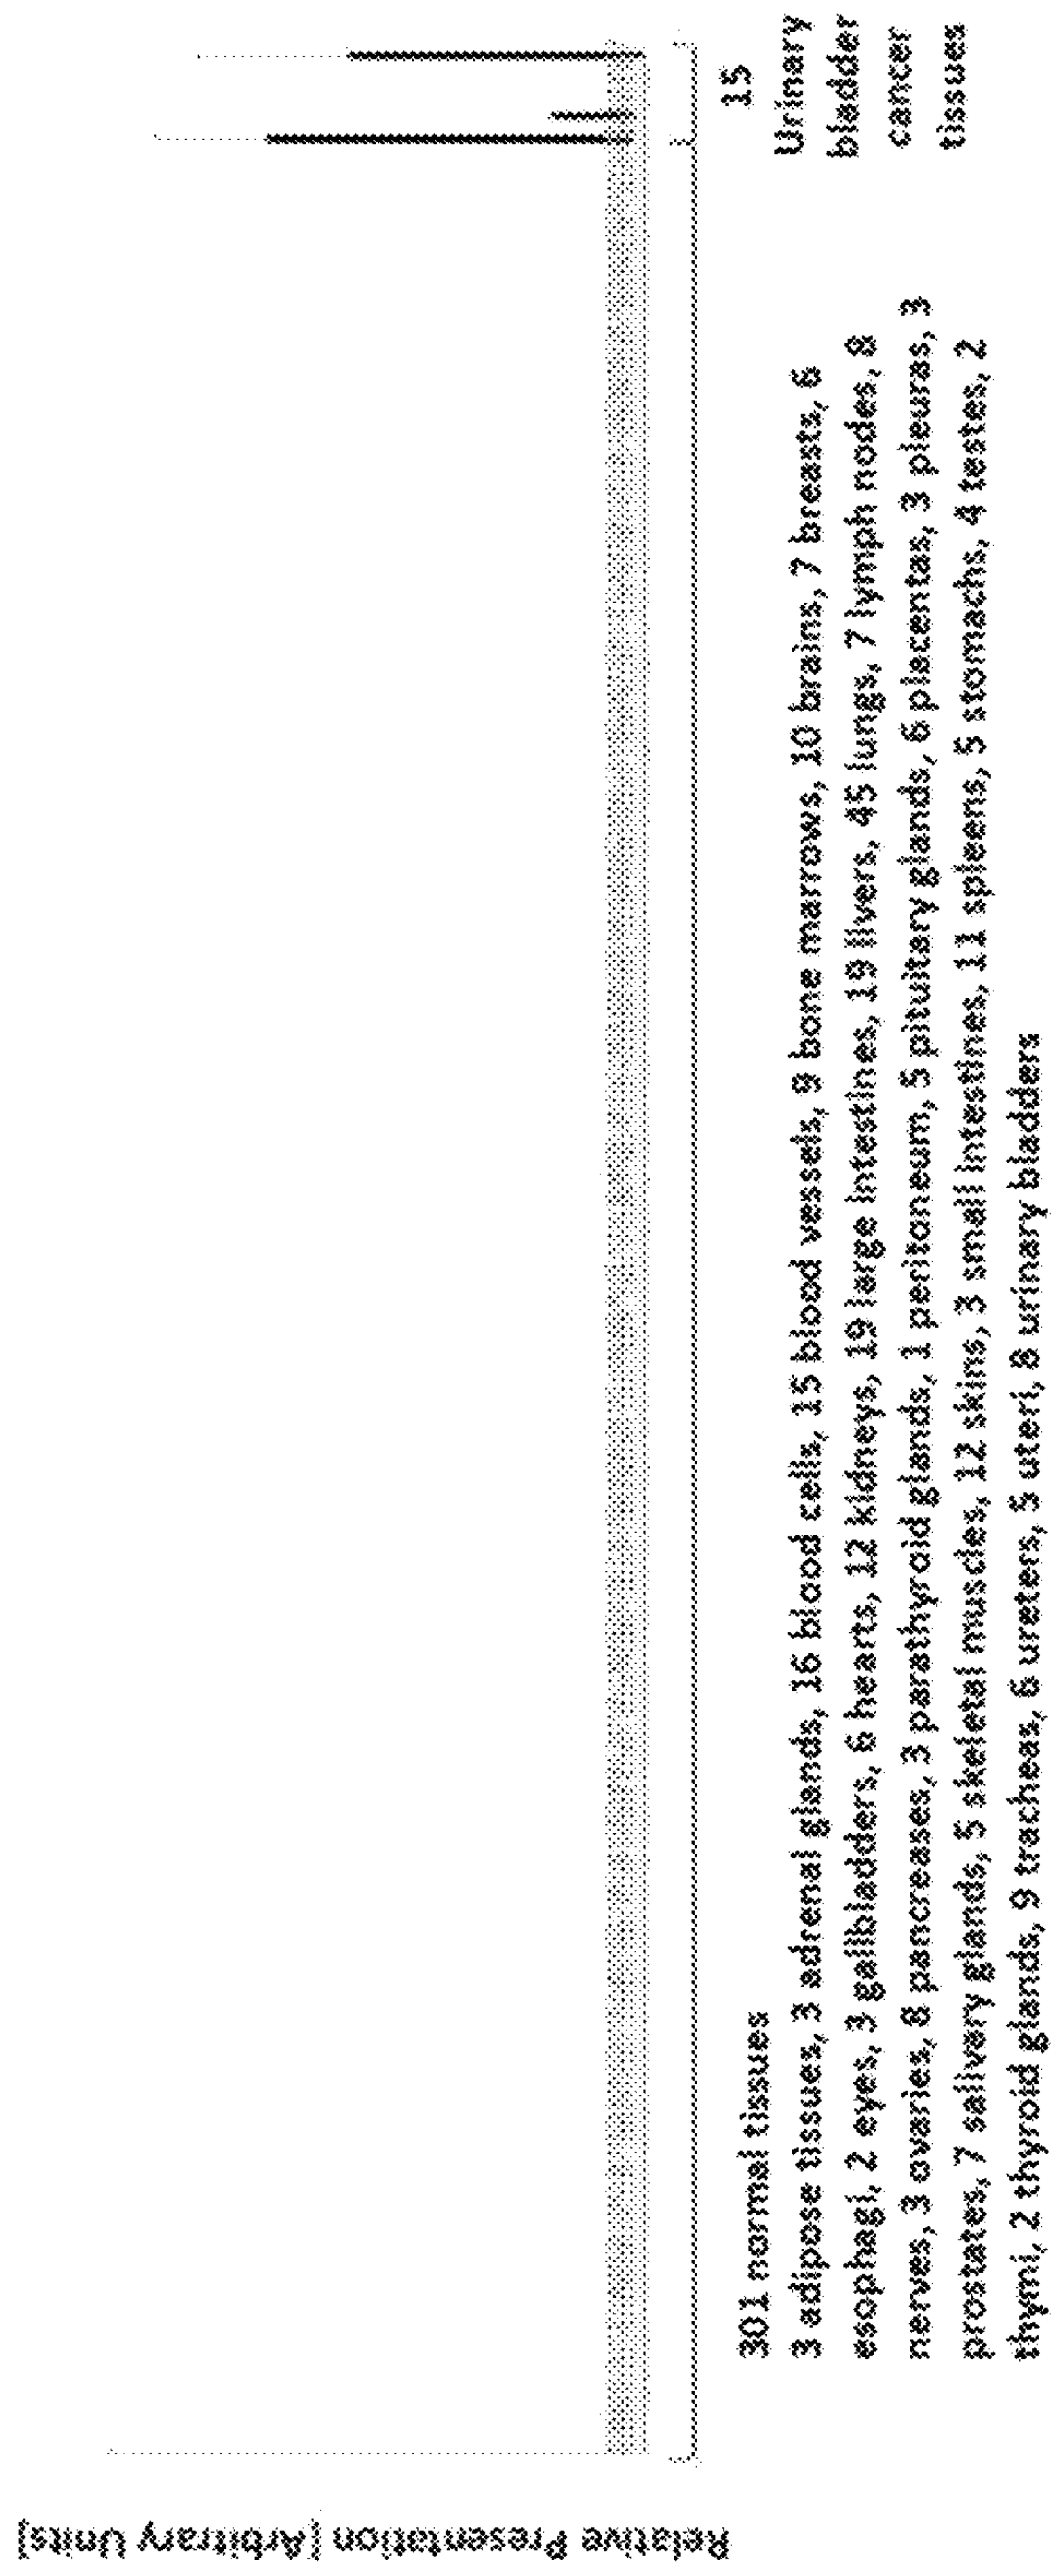 Relative Presentation [Arbitrary Units]
301 normal tissues
3 adipose tissues, 3 adrenal glands, 16 blood cells, 15 blood vessels, 9 bone marrows, 10 brains, 7 breasts, 6
esophagi, 2 eyes, 3 gallbladders, 6 hearts, 12 kidneys, 19 large intestines, 19 livers, 45 lungs, 7 lymph nodes, 8
nerves, 3 ovaries, 8 pancreases, 3 parathyroid glands, 1 peritoneum, 5 pituitary glands, 6 placentas, 3 pleuras, 3
prostates, 7 salivary glands, 5 skeletal muscles, 12 skins, 3 small intestines, 11 spleens, 5 stomachs, 4 testes, 2
thymi, 2 thyroid glands, 9 tracheas, 6 ureters, 5 uteri, 8 urinary bladders
15
Urinary
bladder
cancer
tissues